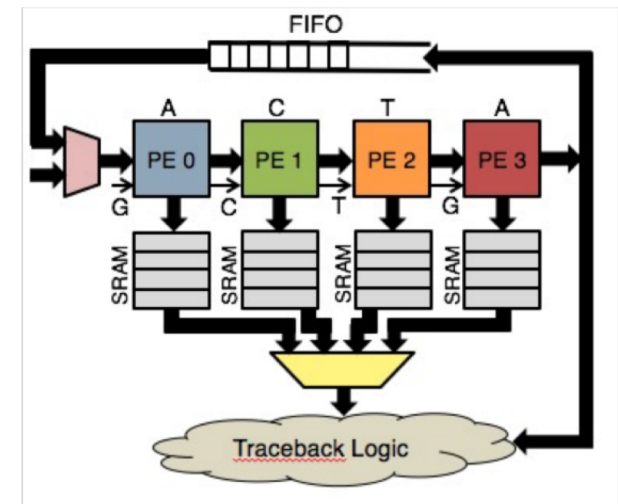 FIFO
A C T A
PE 0 PE 1 PE 2 PE 3
G C T G
SRAM SRAM SRAM SRAM
Traceback Logic